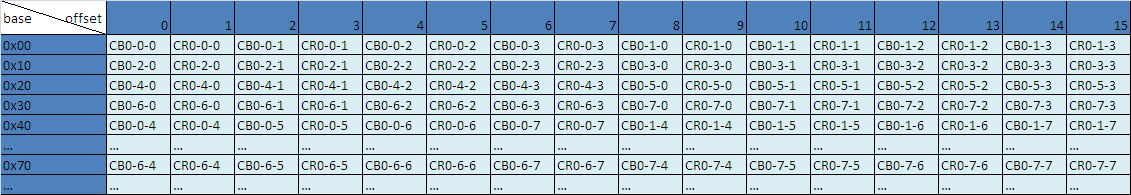 base offset 0 1 2 3 4 5 6 7 8 9 10 11 12 13 14 15
0x00 CB0-0-0 CR0-0-0 CB0-0-1 CR0-0-1 CB0-0-2 CR0-0-2 CB0-0-3 CR0-0-3 CB0-1-0 CR0-1-0 CB0-1-1 CR0-1-1 CB0-1-2 CR0-1-2 CB0-1-3 CR0-1-3
0x10 CB0-2-0 CR0-2-0 CB0-2-1 CR0-2-1 CB0-2-2 CR0-2-2 CB0-2-3 CR0-2-3 CB0-3-0 CR0-3-0 CB0-3-1 CR0-3-1 CB0-3-2 CR0-3-2 CB0-3-3 CR0-3-3
0x20 CB0-4-0 CR0-4-0 CB0-4-1 CR0-4-1 CB0-4-2 CR0-4-2 CB0-4-3 CR0-4-3 CB0-5-0 CR0-5-0 CB0-5-1 CR0-5-1 CB0-5-2 CR0-5-2 CB0-5-3 CR0-5-3
0x30 CB0-6-0 CR0-6-0 CB0-6-1 CR0-6-1 CB0-6-2 CR0-6-2 CB0-6-3 CR0-6-3 CB0-7-0 CR0-7-0 CB0-7-1 CR0-7-1 CB0-7-2 CR0-7-2 CB0-7-3 CR0-7-3
0x40 CB0-0-4 CR0-0-4 CB0-0-5 CR0-0-5 CB0-0-6 CR0-0-6 CB0-0-7 CR0-0-7 CB0-1-4 CR0-1-4 CB0-1-5 CR0-1-5 CB0-1-6 CR0-1-6 CB0-1-7 CR0-1-7
... ... ... ... ... ... ... ... ... ... ... ... ... ... ... ... ...
0x70 CB0-6-4 CR0-6-4 CB0-6-5 CR0-6-5 CB0-6-6 CR0-6-6 CB0-6-7 CR0-6-7 CB0-7-4 CR0-7-4 CB0-7-5 CR0-7-5 CB0-7-6 CR0-7-6 CB0-7-7 CR0-7-7
... ... ... ... ... ... ... ... ... ... ... ... ... ... ... ... ...